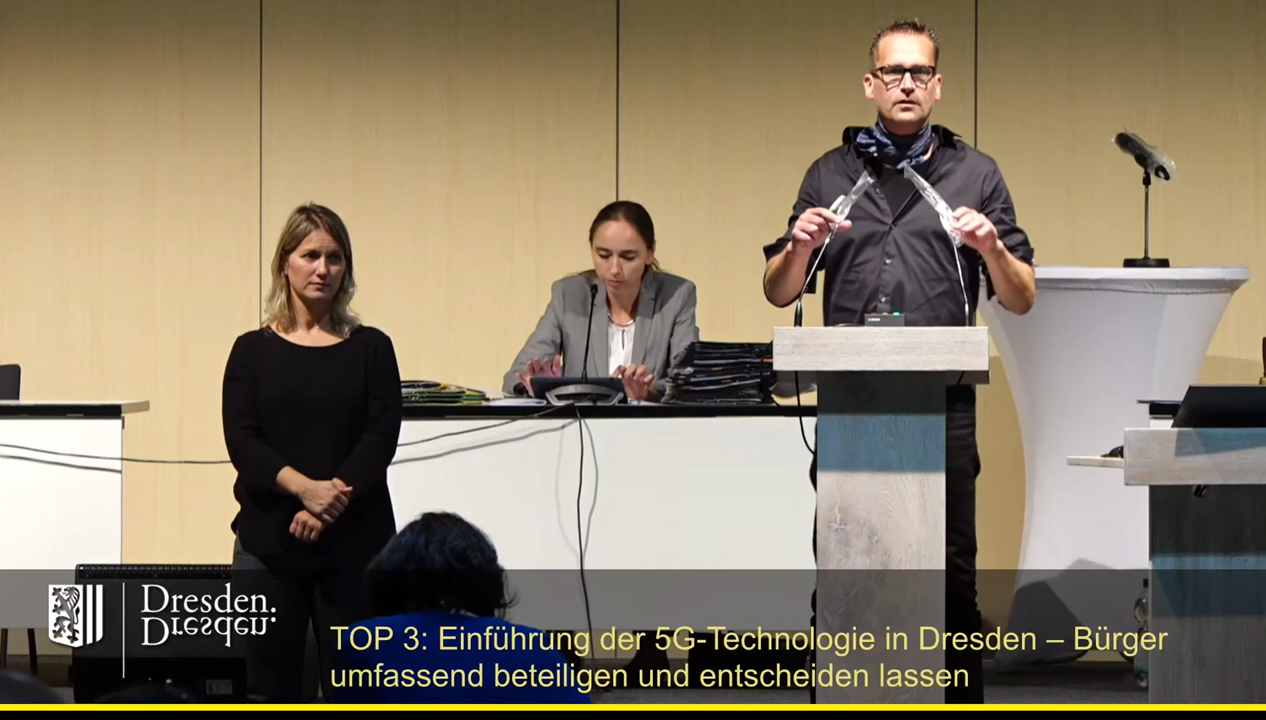 Dresden.
Dresden.
TOP 3: Einführung der 5G-Technologie in Dresden – Bürger
umfassend beteiligen und entscheiden lassen